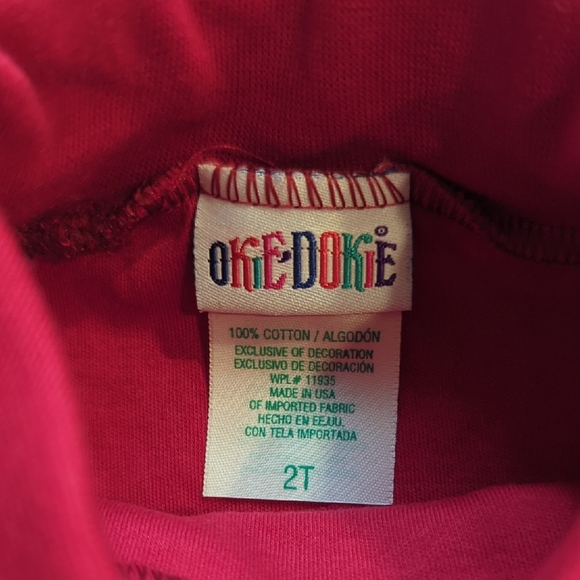 OKIE·DOKIE®
100% COTTON / ALGODÓN
EXCLUSIVE OF DECORATION
EXCLUSIVO DE DECORACIÓN
WPL# 11935
MADE IN USA
OF IMPORTED FABRIC
HECHO EN EE.UU.
CON TELA IMPORTADA
2T